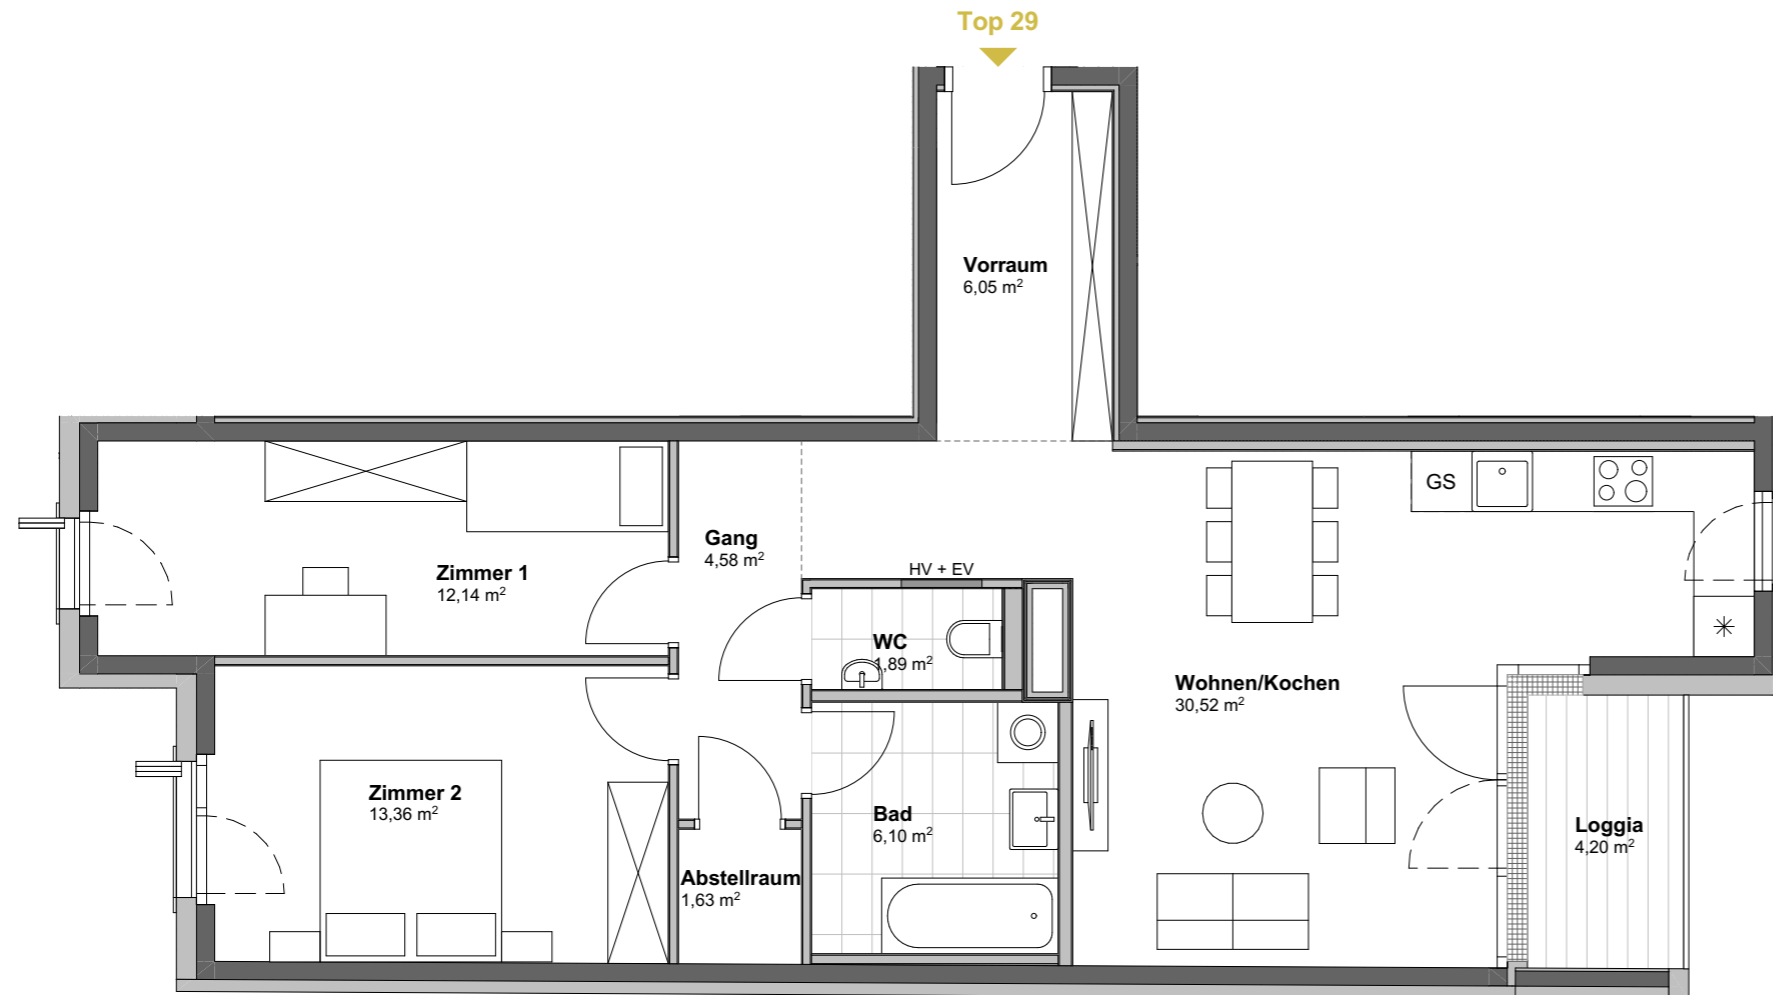 Top 29
Vorraum
6,05 m²
GS
Gang
4,58 m²
HV + EV
Zimmer 1
12,14 m²
WC
1,89 m²
Wohnen/Kochen
30,52 m²
Zimmer 2
13,36 m²
Bad
6,10 m²
Loggia
4,20 m²
Abstellraum
1,63 m²